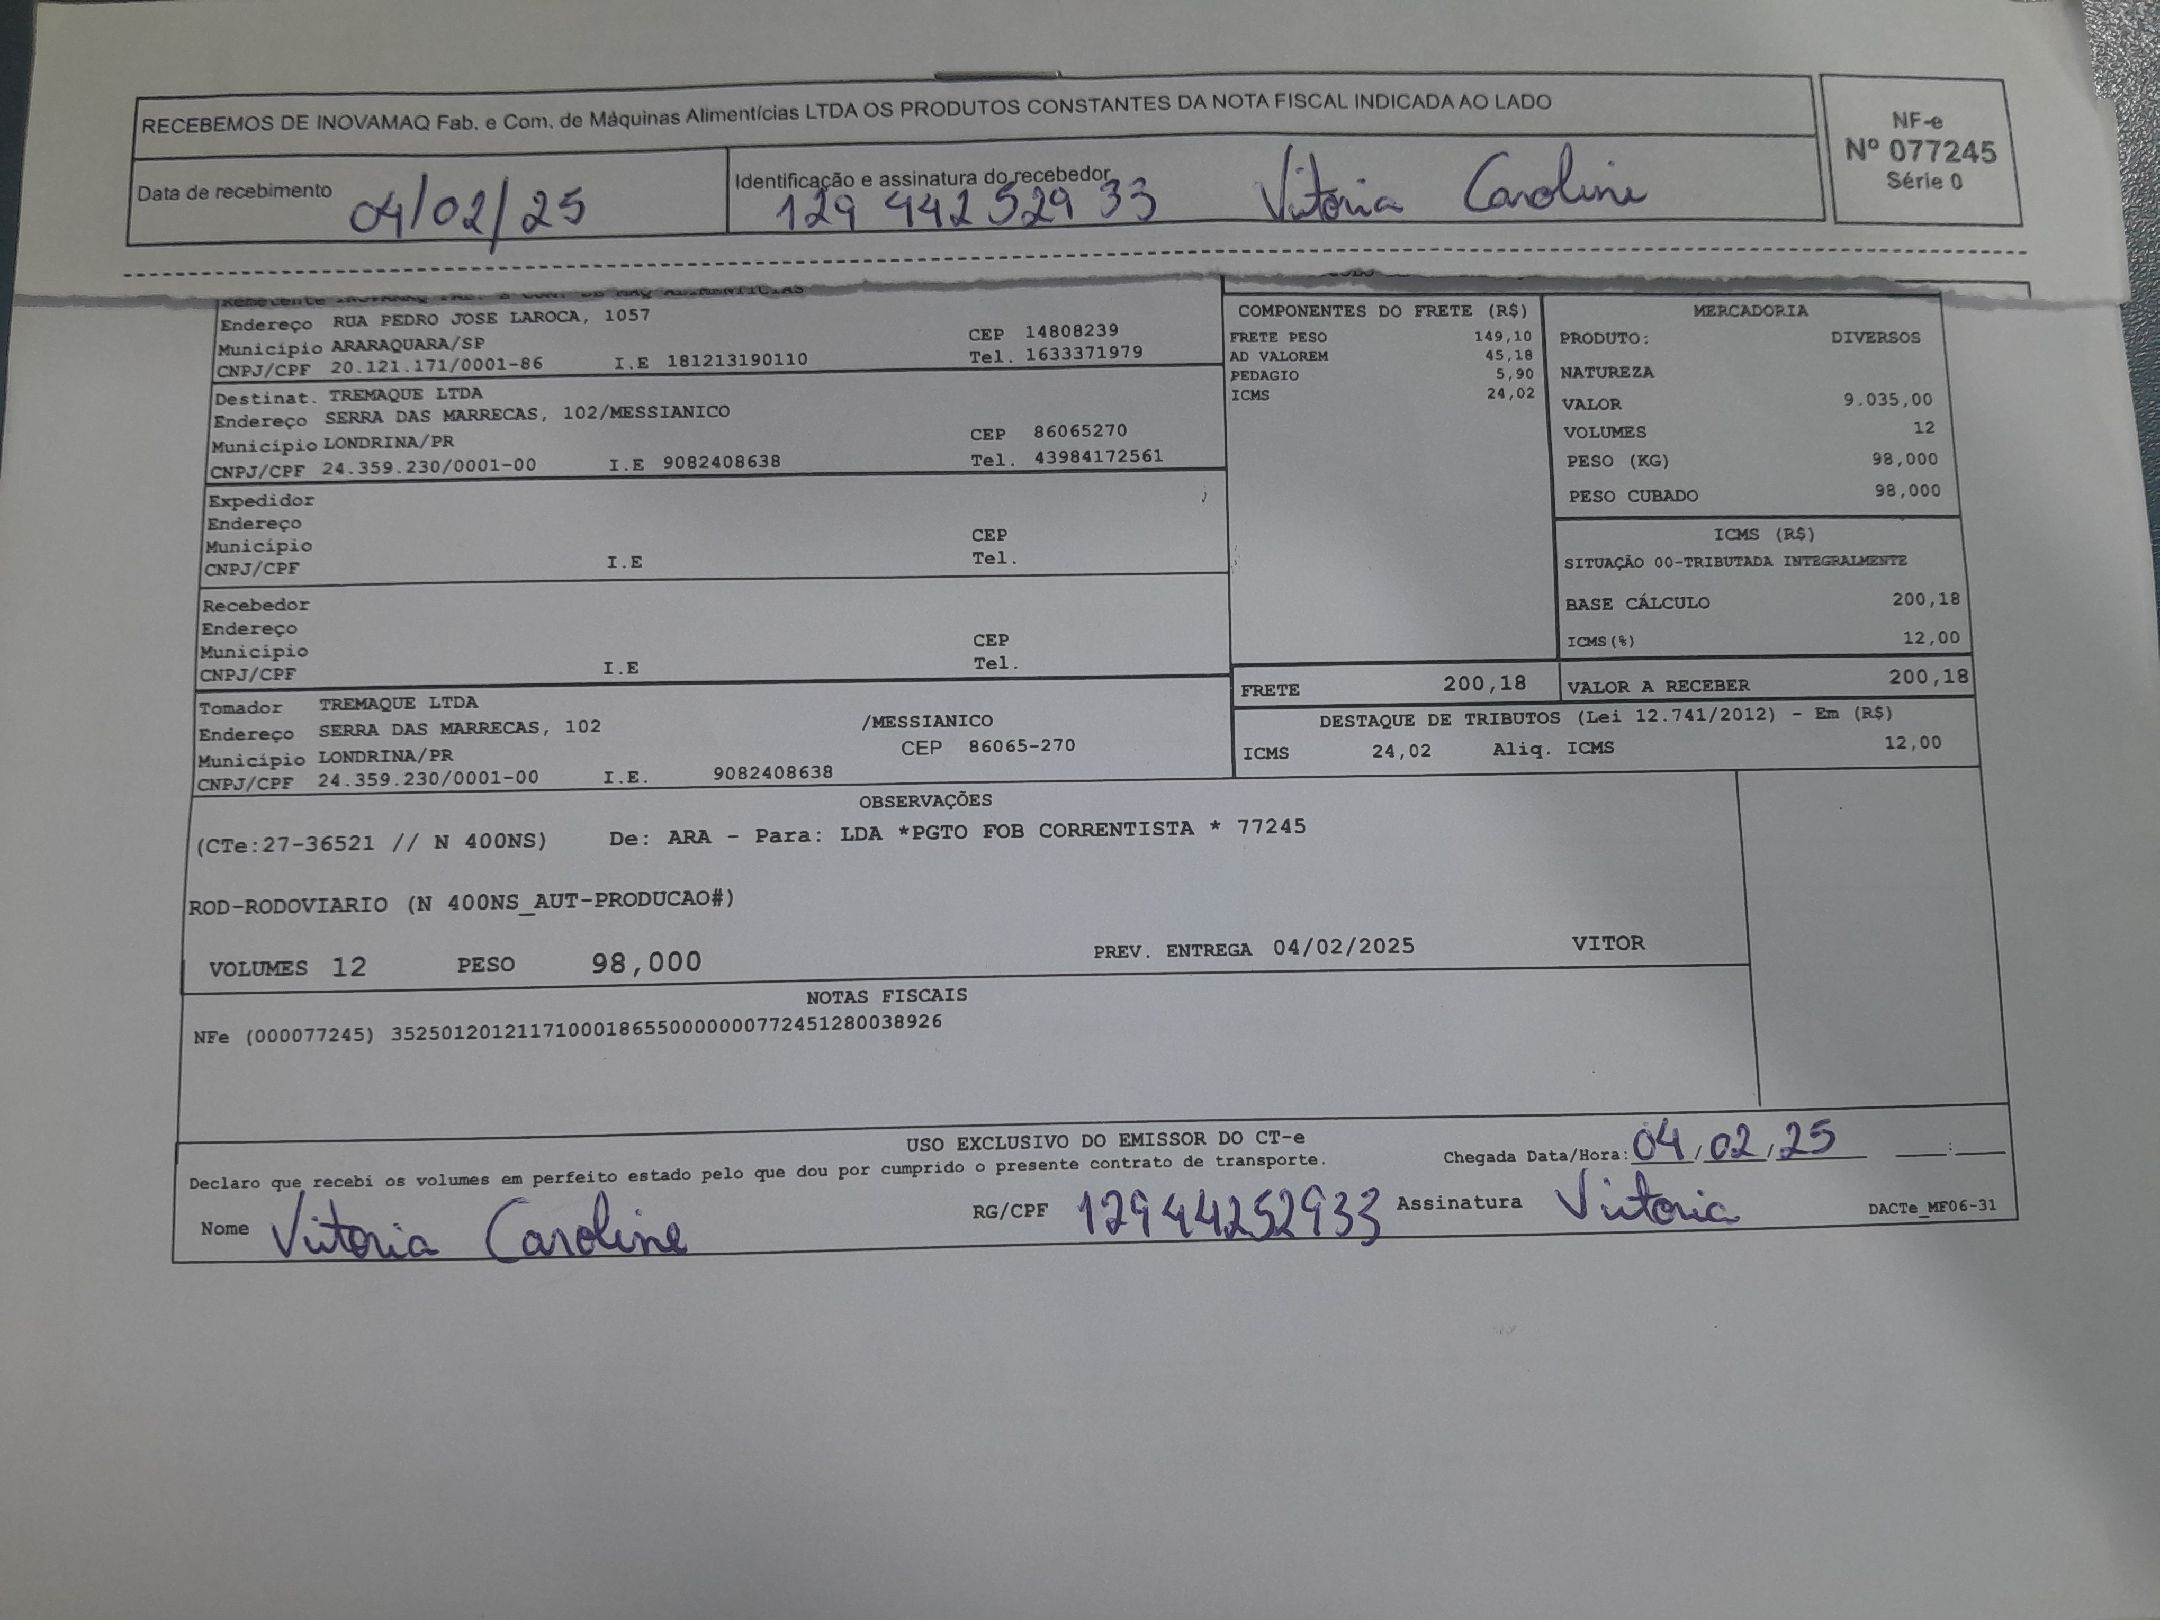 RECEBEMOS DE INOVAMAQ Fab. e Com. de Máquinas Alimentícias LTDA OS PRODUTOS CONSTANTES DA NOTA FISCAL INDICADA AO LADO
NF-e
Nº 077245
Série 0
Data de recebimento 04/02/25
Identificação e assinatura do recebedor
129 442 529 33 Vitória Caroline
Endereço RUA PEDRO JOSE LAROCA, 1057
Município ARARAQUARA/SP CEP 14808239
CNPJ/CPF 20.121.171/0001-86 I.E 181213190110 Tel. 1633371979
Destinat. TREMAQUE LTDA
Endereço SERRA DAS MARRECAS, 102/MESSIANICO
Município LONDRINA/PR CEP 86065270
CNPJ/CPF 24.359.230/0001-00 I.E 9082408638 Tel. 43984172561
Expedidor
Endereço
Município CEP
CNPJ/CPF I.E Tel.
Recebedor
Endereço
Município CEP
CNPJ/CPF I.E Tel.
Tomador TREMAQUE LTDA
Endereço SERRA DAS MARRECAS, 102 /MESSIANICO
Município LONDRINA/PR CEP 86065-270
CNPJ/CPF 24.359.230/0001-00 I.E. 9082408638
COMPONENTES DO FRETE (R$)
FRETE PESO 149,10
AD VALOREM 45,18
PEDAGIO 5,90
ICMS 24,02
MERCADORIA
PRODUTO: DIVERSOS
NATUREZA
VALOR 9.035,00
VOLUMES 12
PESO (KG) 98,000
PESO CUBADO 98,000
ICMS (R$)
SITUAÇÃO 00-TRIBUTADA INTEGRALMENTE
BASE CÁLCULO 200,18
ICMS(%) 12,00
FRETE 200,18 VALOR A RECEBER 200,18
DESTAQUE DE TRIBUTOS (Lei 12.741/2012) - Em (R$)
ICMS 24,02 Aliq. ICMS 12,00
OBSERVAÇÕES
(CTe:27-36521 // N 400NS) De: ARA - Para: LDA *PGTO FOB CORRENTISTA * 77245
ROD-RODOVIARIO (N 400NS_AUT-PRODUCAO#)
VOLUMES 12 PESO 98,000 PREV. ENTREGA 04/02/2025 VITOR
NOTAS FISCAIS
NFe (000077245) 35250120121171000186550000000772451280038926
USO EXCLUSIVO DO EMISSOR DO CT-e
Declaro que recebi os volumes em perfeito estado pelo que dou por cumprido o presente contrato de transporte. Chegada Data/Hora: 04/02/25 __:__
Nome Vitória Caroline RG/CPF 12944252933 Assinatura Vitória DACTe_MF06-31